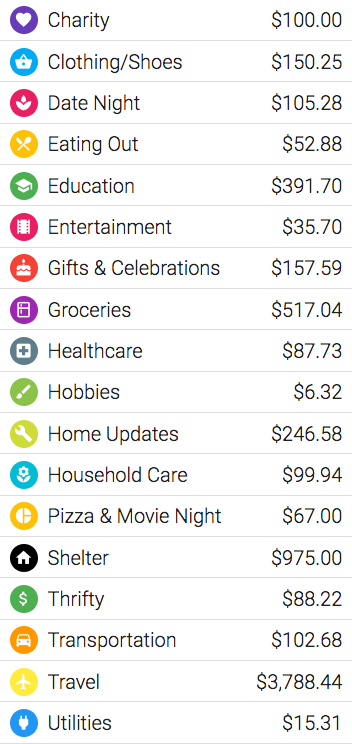 Charity $100.00
Clothing/Shoes $150.25
Date Night $105.28
Eating Out $52.88
Education $391.70
Entertainment $35.70
Gifts & Celebrations $157.59
Groceries $517.04
Healthcare $87.73
Hobbies $6.32
Home Updates $246.58
Household Care $99.94
Pizza & Movie Night $67.00
Shelter $975.00
$ Thrifty $88.22
Transportation $102.68
Travel $3,788.44
Utilities $15.31